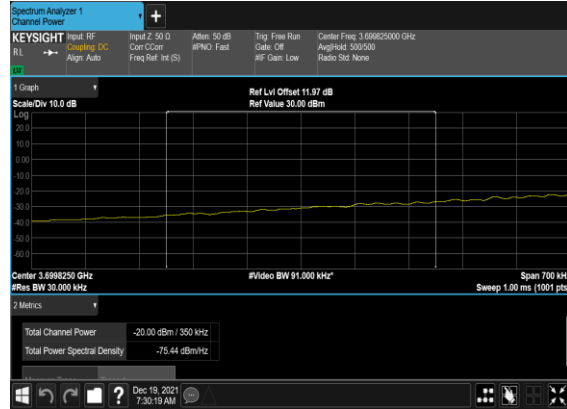 Spectrum Analyzer 1
Channel Power
+
KEYSIGHT
RL
Input: RF
Coupling: DC
Align: Auto
Input Z: 50 Ω
Corr CCorr
Freq Ref: Int (S)
Atten: 50 dB
#PNO: Fast
Trig: Free Run
Gate: Off
#IF Gain: Low
Center Freq: 3.699825000 GHz
Avg|Hold: 500/500
Radio Std: None
1 Graph
Scale/Div 10.0 dB
Ref Lvl Offset 11.97 dB
Ref Value 30.00 dBm
Log
20.0
10.0
0.00
-10.0
-20.0
-30.0
-40.0
-50.0
-60.0
Center 3.6998250 GHz
#Res BW 30.000 kHz
#Video BW 91.000 kHz*
Span 700 kH
Sweep 1.00 ms (1001 pts
2 Metrics
Total Channel Power -20.00 dBm / 350 kHz
Total Power Spectral Density -75.44 dBm/Hz
?
Dec 19, 2021
7:30:19 AM